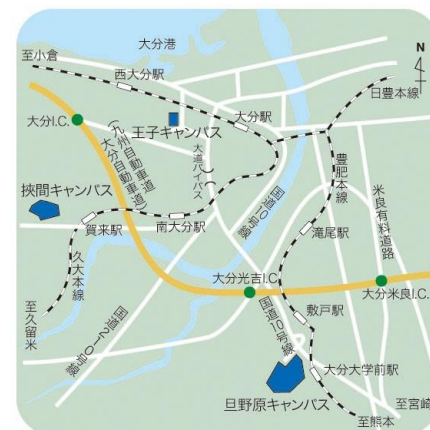 大分港
至小倉
西大分駅
N
日豊本線
大分I.C.
大分駅
王子キャンパス
(九州自動車道
大分自動車道)
大道バイパス
豊肥本線
米良有料道路
挾間キャンパス
国道10号線
滝尾駅
賀来駅
南大分駅
久大本線
大分光吉I.C
大分米良I.C.
至久留米
国道210号線
国道10号線
敷戸駅
大分大学前駅
旦野原キャンパス
至宮崎
至熊本